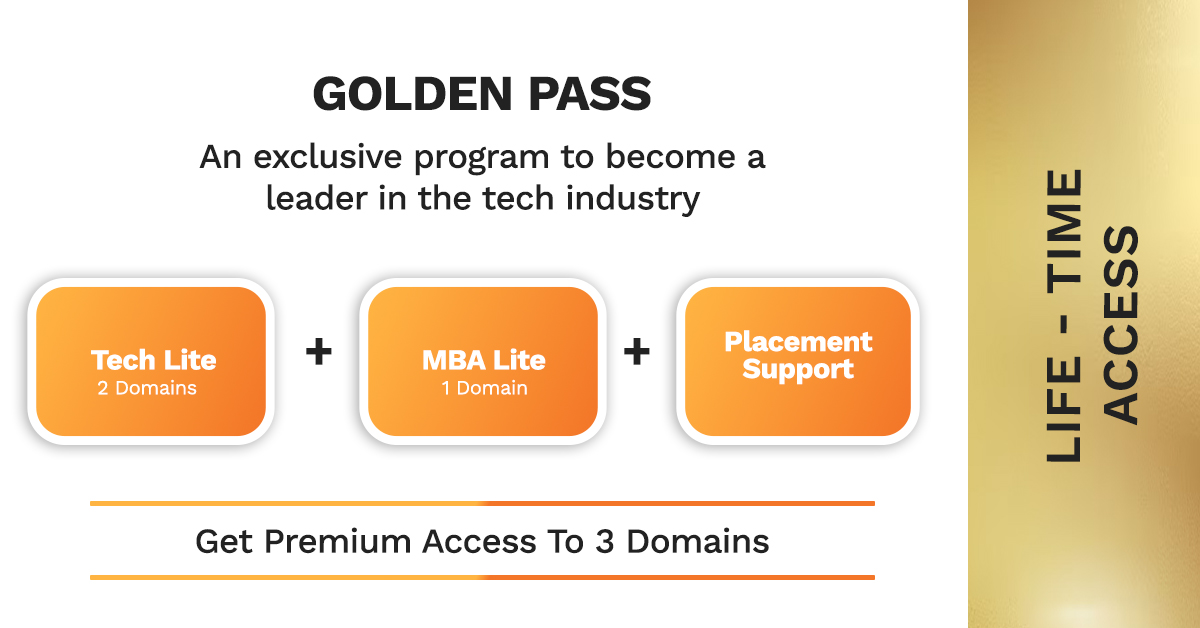 GOLDEN PASS
An exclusive program to become a
leader in the tech industry
Tech Lite
2 Domains
+
MBA Lite
1 Domain
+
Placement
Support
Get Premium Access To 3 Domains
LIFE - TIME
ACCESS